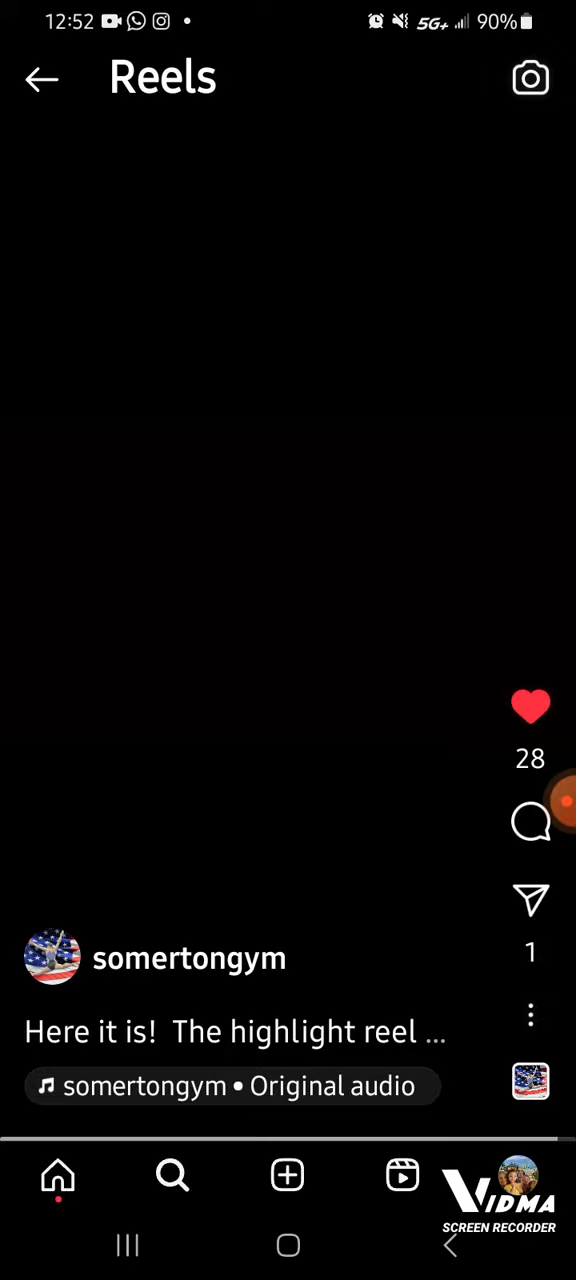 12:52 5G+ 90%
Reels
28
1
somertongym
Here it is! The highlight reel ...
somertongym • Original audio
VIDMA
SCREEN RECORDER